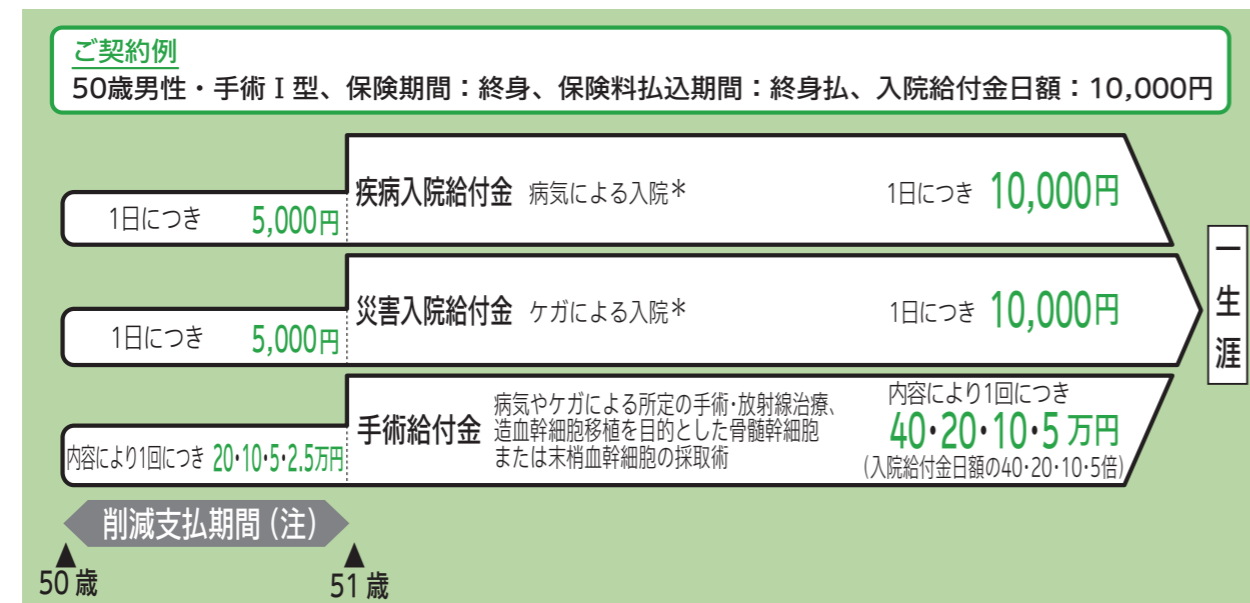 ご契約例
50歳男性・手術Ⅰ型、保険期間：終身、保険料払込期間：終身払、入院給付金日額：10,000円
1日につき 5,000円
疾病入院給付金 病気による入院＊ 1日につき 10,000円
1日につき 5,000円
災害入院給付金 ケガによる入院＊ 1日につき 10,000円
内容により1回につき 20・10・5・2.5万円
手術給付金
病気やケガによる所定の手術・放射線治療、
造血幹細胞移植を目的とした骨髄幹細胞
または末梢血幹細胞の採取術
内容により1回につき
40・20・10・5万円
(入院給付金日額の40・20・10・5倍)
一生涯
削減支払期間（注）
50歳
51歳